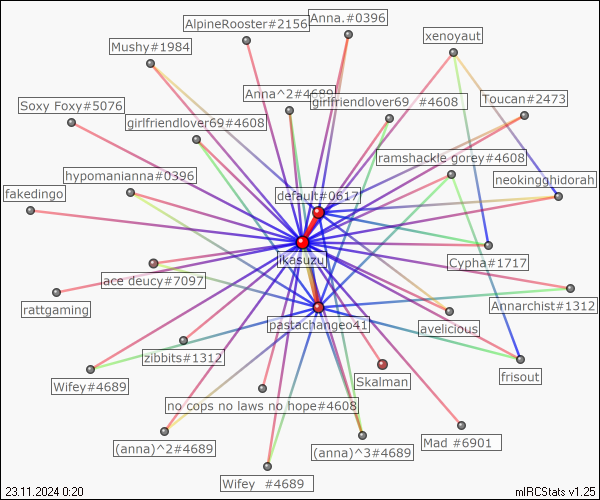 AlpineRooster#2156
Anna.#0396
xenoyaut
Mushy#1984
Anna^2#4689
girlfriendlover69 #4608
Toucan#2473
Soxy Foxy#5076
girlfriendlover69#4608
ramshackle gorey#4608
hypomanianna#0396
neokingghidorah
fakedingo
default#0617
ikasuzu
Cypha#1717
ace deucy#7097
rattgaming
Annarchist#1312
pastachangeo41
avelicious
zibbits#1312
frisout
Wifey#4689
Skalman
no cops no laws no hope#4608
(anna)^2#4689
(anna)^3#4689
Mad #6901
Wifey #4689
23.11.2024 0:20
mIRCStats v1.25